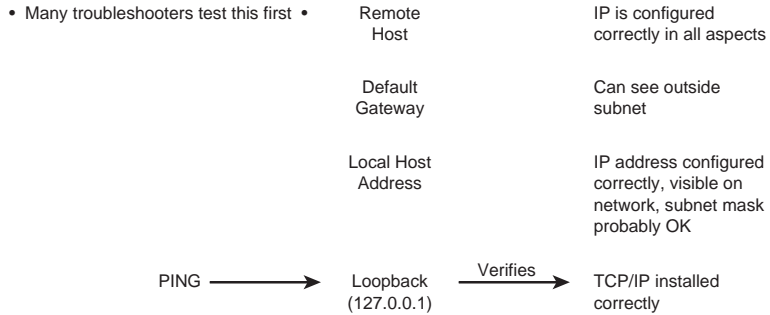 • Many troubleshooters test this first •
Remote
Host
IP is configured
correctly in all aspects
Default
Gateway
Can see outside
subnet
Local Host
Address
IP address configured
correctly, visible on
network, subnet mask
probably OK
PING
Loopback
(127.0.0.1)
Verifies
TCP/IP installed
correctly